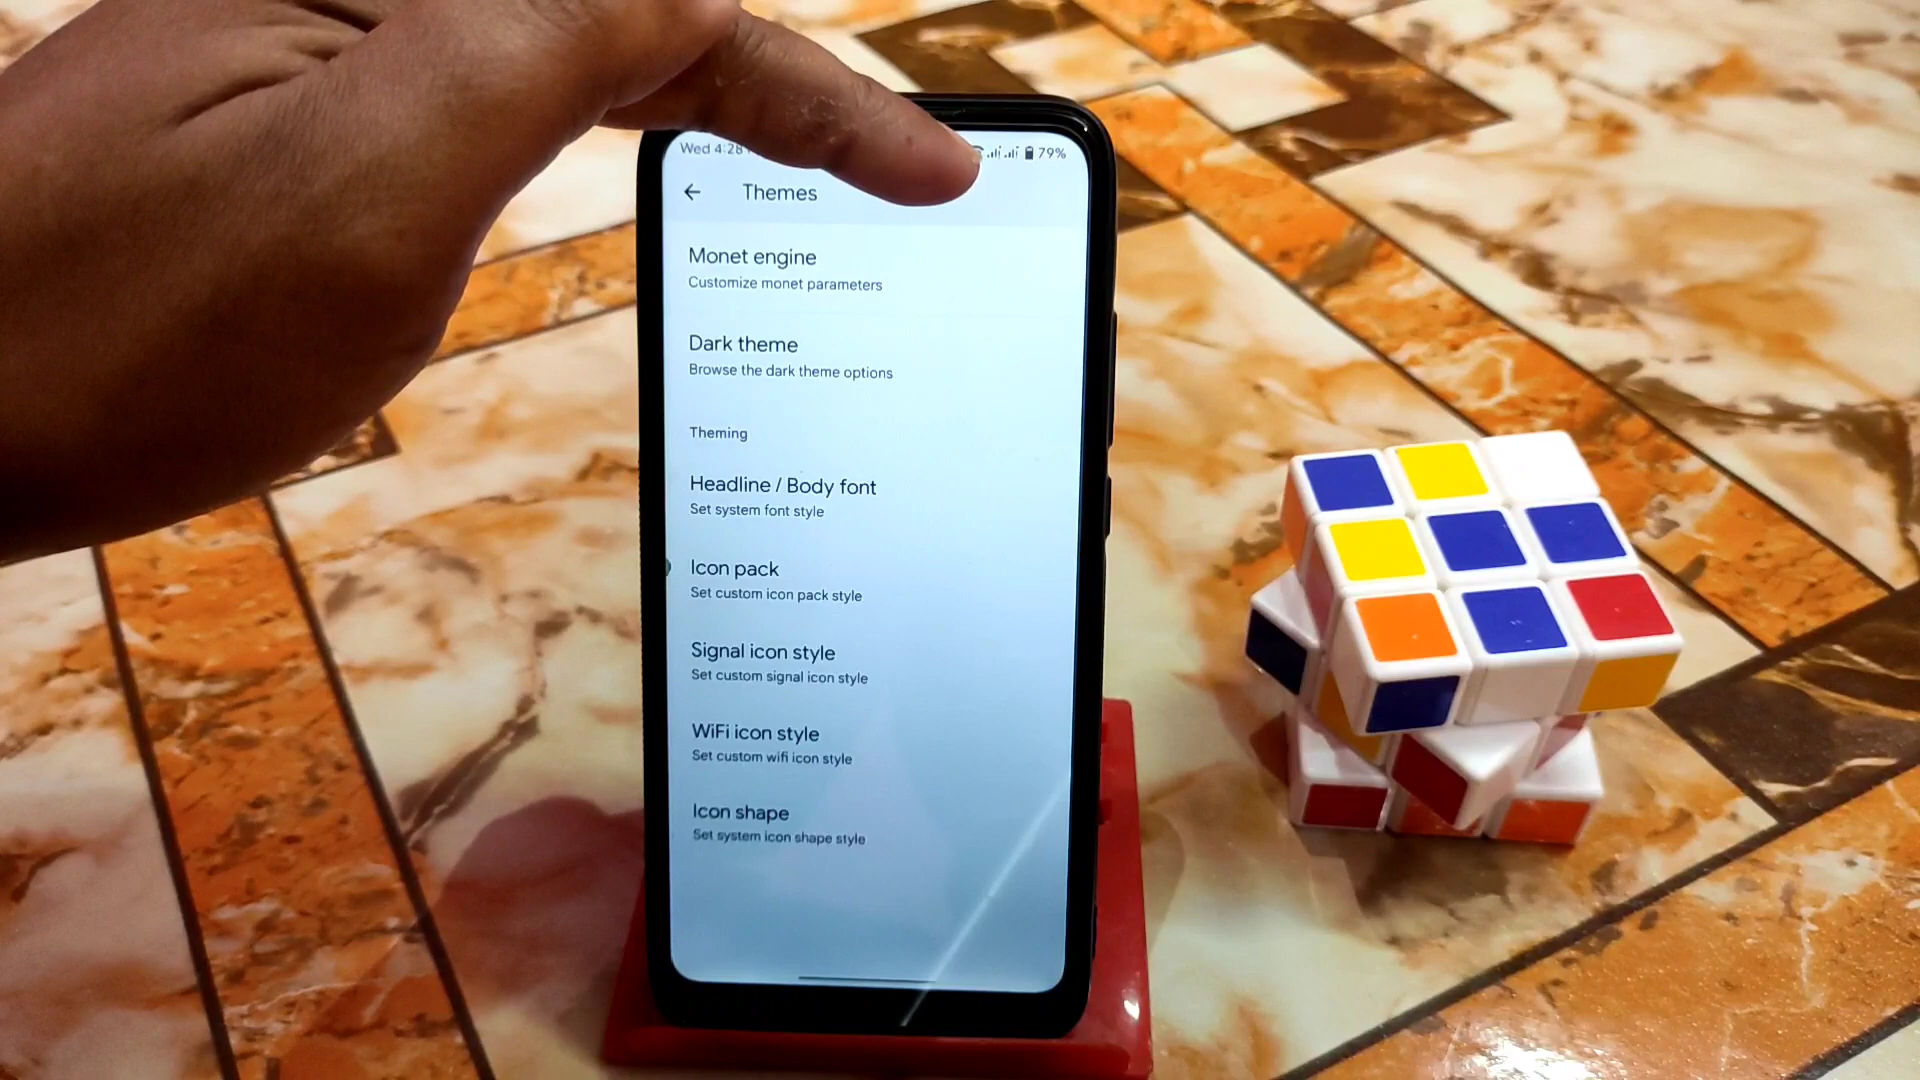 Wed 4:28
79%
Themes
Monet engine
Customize monet parameters
Dark theme
Browse the dark theme options
Theming
Headline / Body font
Set system font style
Icon pack
Set custom icon pack style
Signal icon style
Set custom signal icon style
WiFi icon style
Set custom wifi icon style
Icon shape
Set system icon shape style